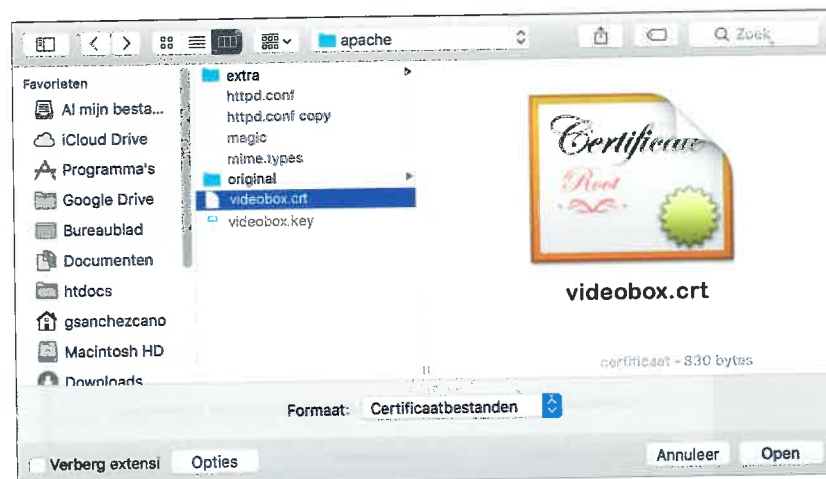 apache
Zoek
Favorieten
Al mijn besta...
iCloud Drive
Programma's
Google Drive
Bureaublad
Documenten
htdocs
gsanchezcano
Macintosh HD
Downloads
extra
httpd.conf
httpd.conf copy
magic
mime.types
original
videobox.crt
videobox.key
Certificate
Root
videobox.crt
certificaat - 830 bytes
Formaat: Certificaatbestanden
Verberg extensi
Opties
Annuleer
Open